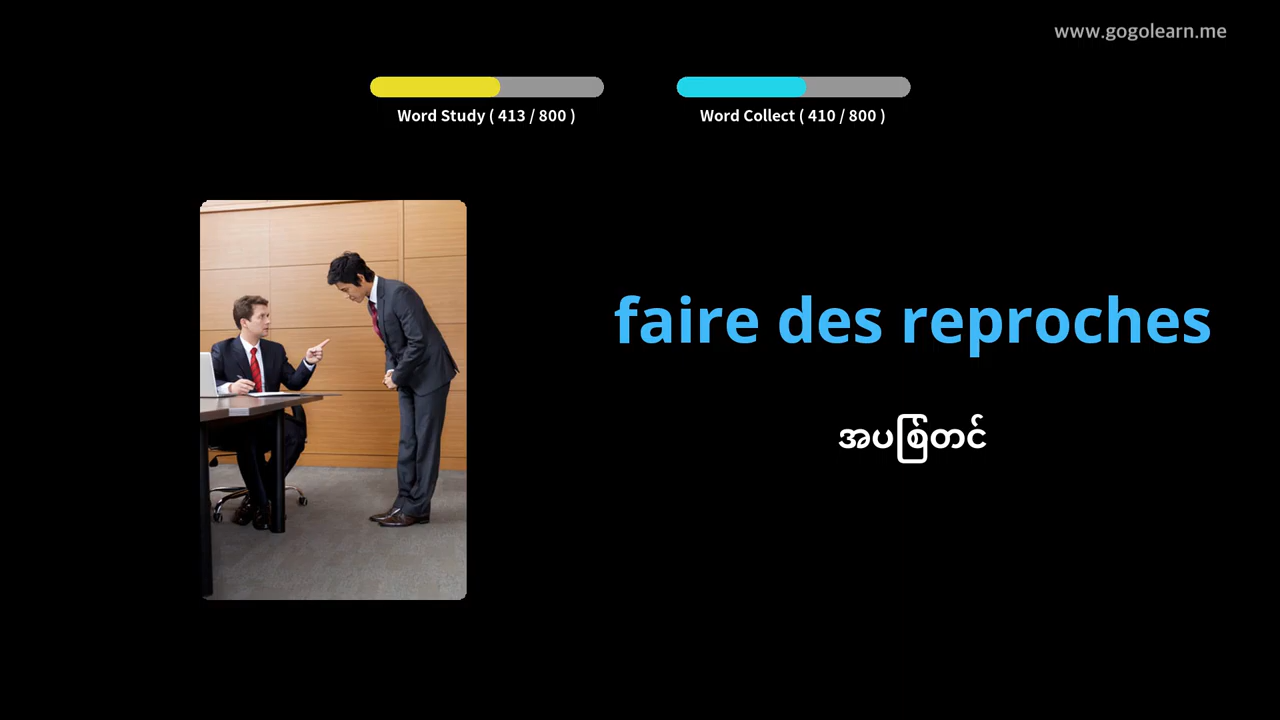 www.gogolearn.me
Word Study ( 413 / 800 )
Word Collect ( 410 / 800 )
faire des reproches
အပြစ်တင်